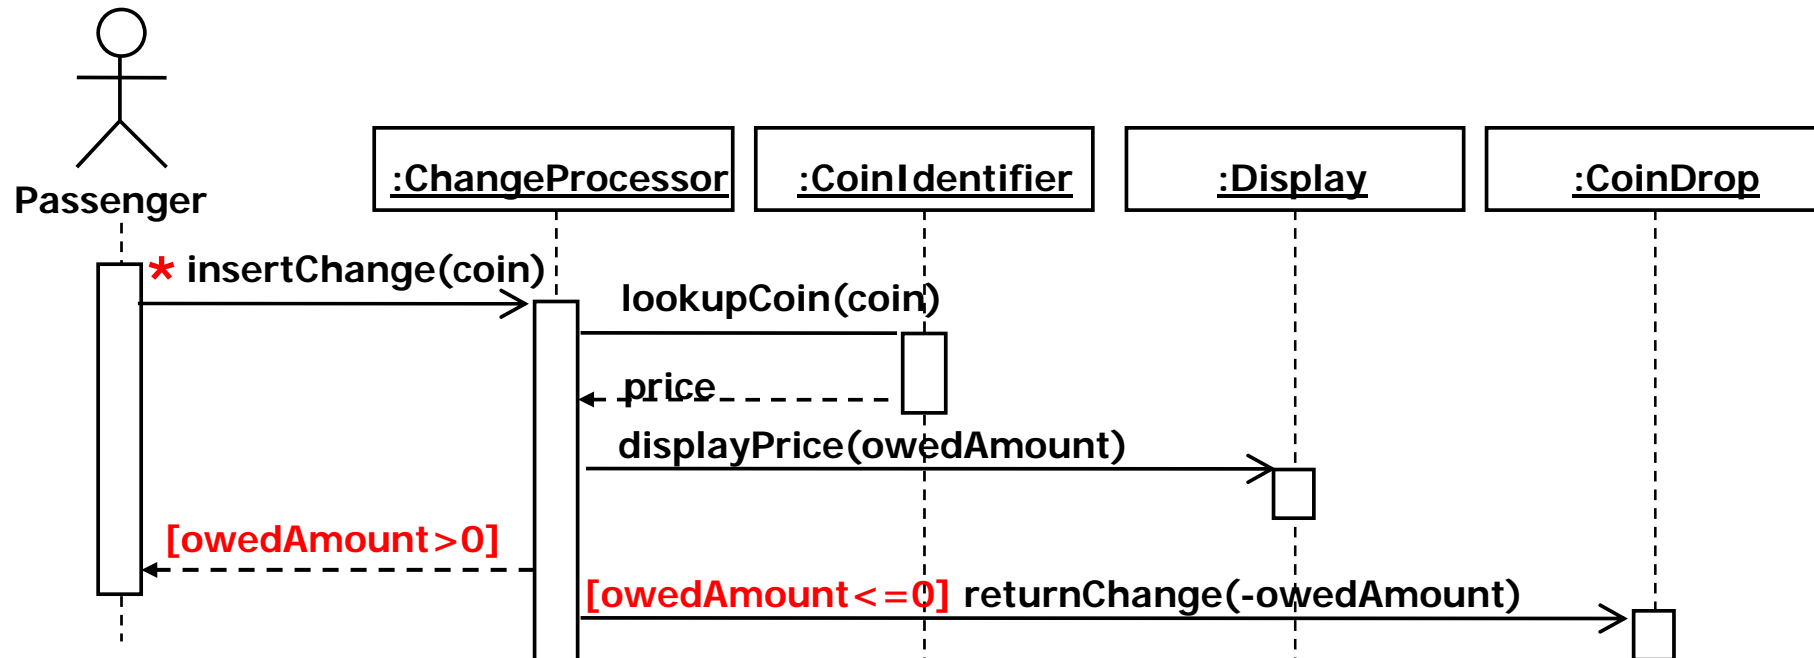 :ChangeProcessor
:CoinIdentifier
:Display
:CoinDrop
Passenger
* insertChange(coin)
lookupCoin(coin)
price
displayPrice(owedAmount)
[owedAmount>0]
[owedAmount<=0] returnChange(-owedAmount)